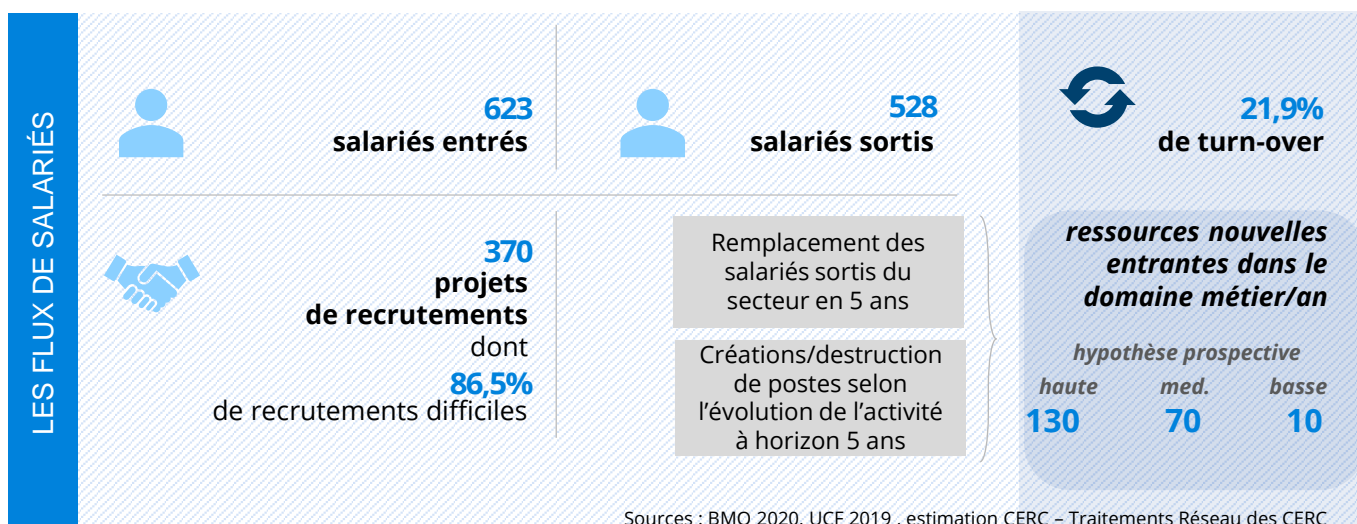 LES FLUX DE SALARIÉS
623
salariés entrés
528
salariés sortis
21,9%
de turn-over
370
projets
de recrutements
dont
86,5%
de recrutements difficiles
Remplacement des
salariés sortis du
secteur en 5 ans
Créations/destruction
de postes selon
l’évolution de l’activité
à horizon 5 ans
ressources nouvelles
entrantes dans le
domaine métier/an
hypothèse prospective
haute med. basse
130 70 10
Sources : BMO 2020, UCF 2019 , estimation CERC – Traitements Réseau des CERC